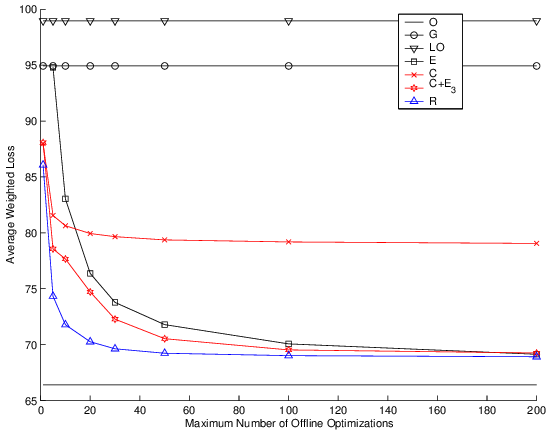 100
95
90
85
80
75
70
65
0
20
40
60
80
100
120
140
160
180
200
Average Weighted Loss
Maximum Number of Offline Optimizations
O
G
LO
E
C
C+E3
R